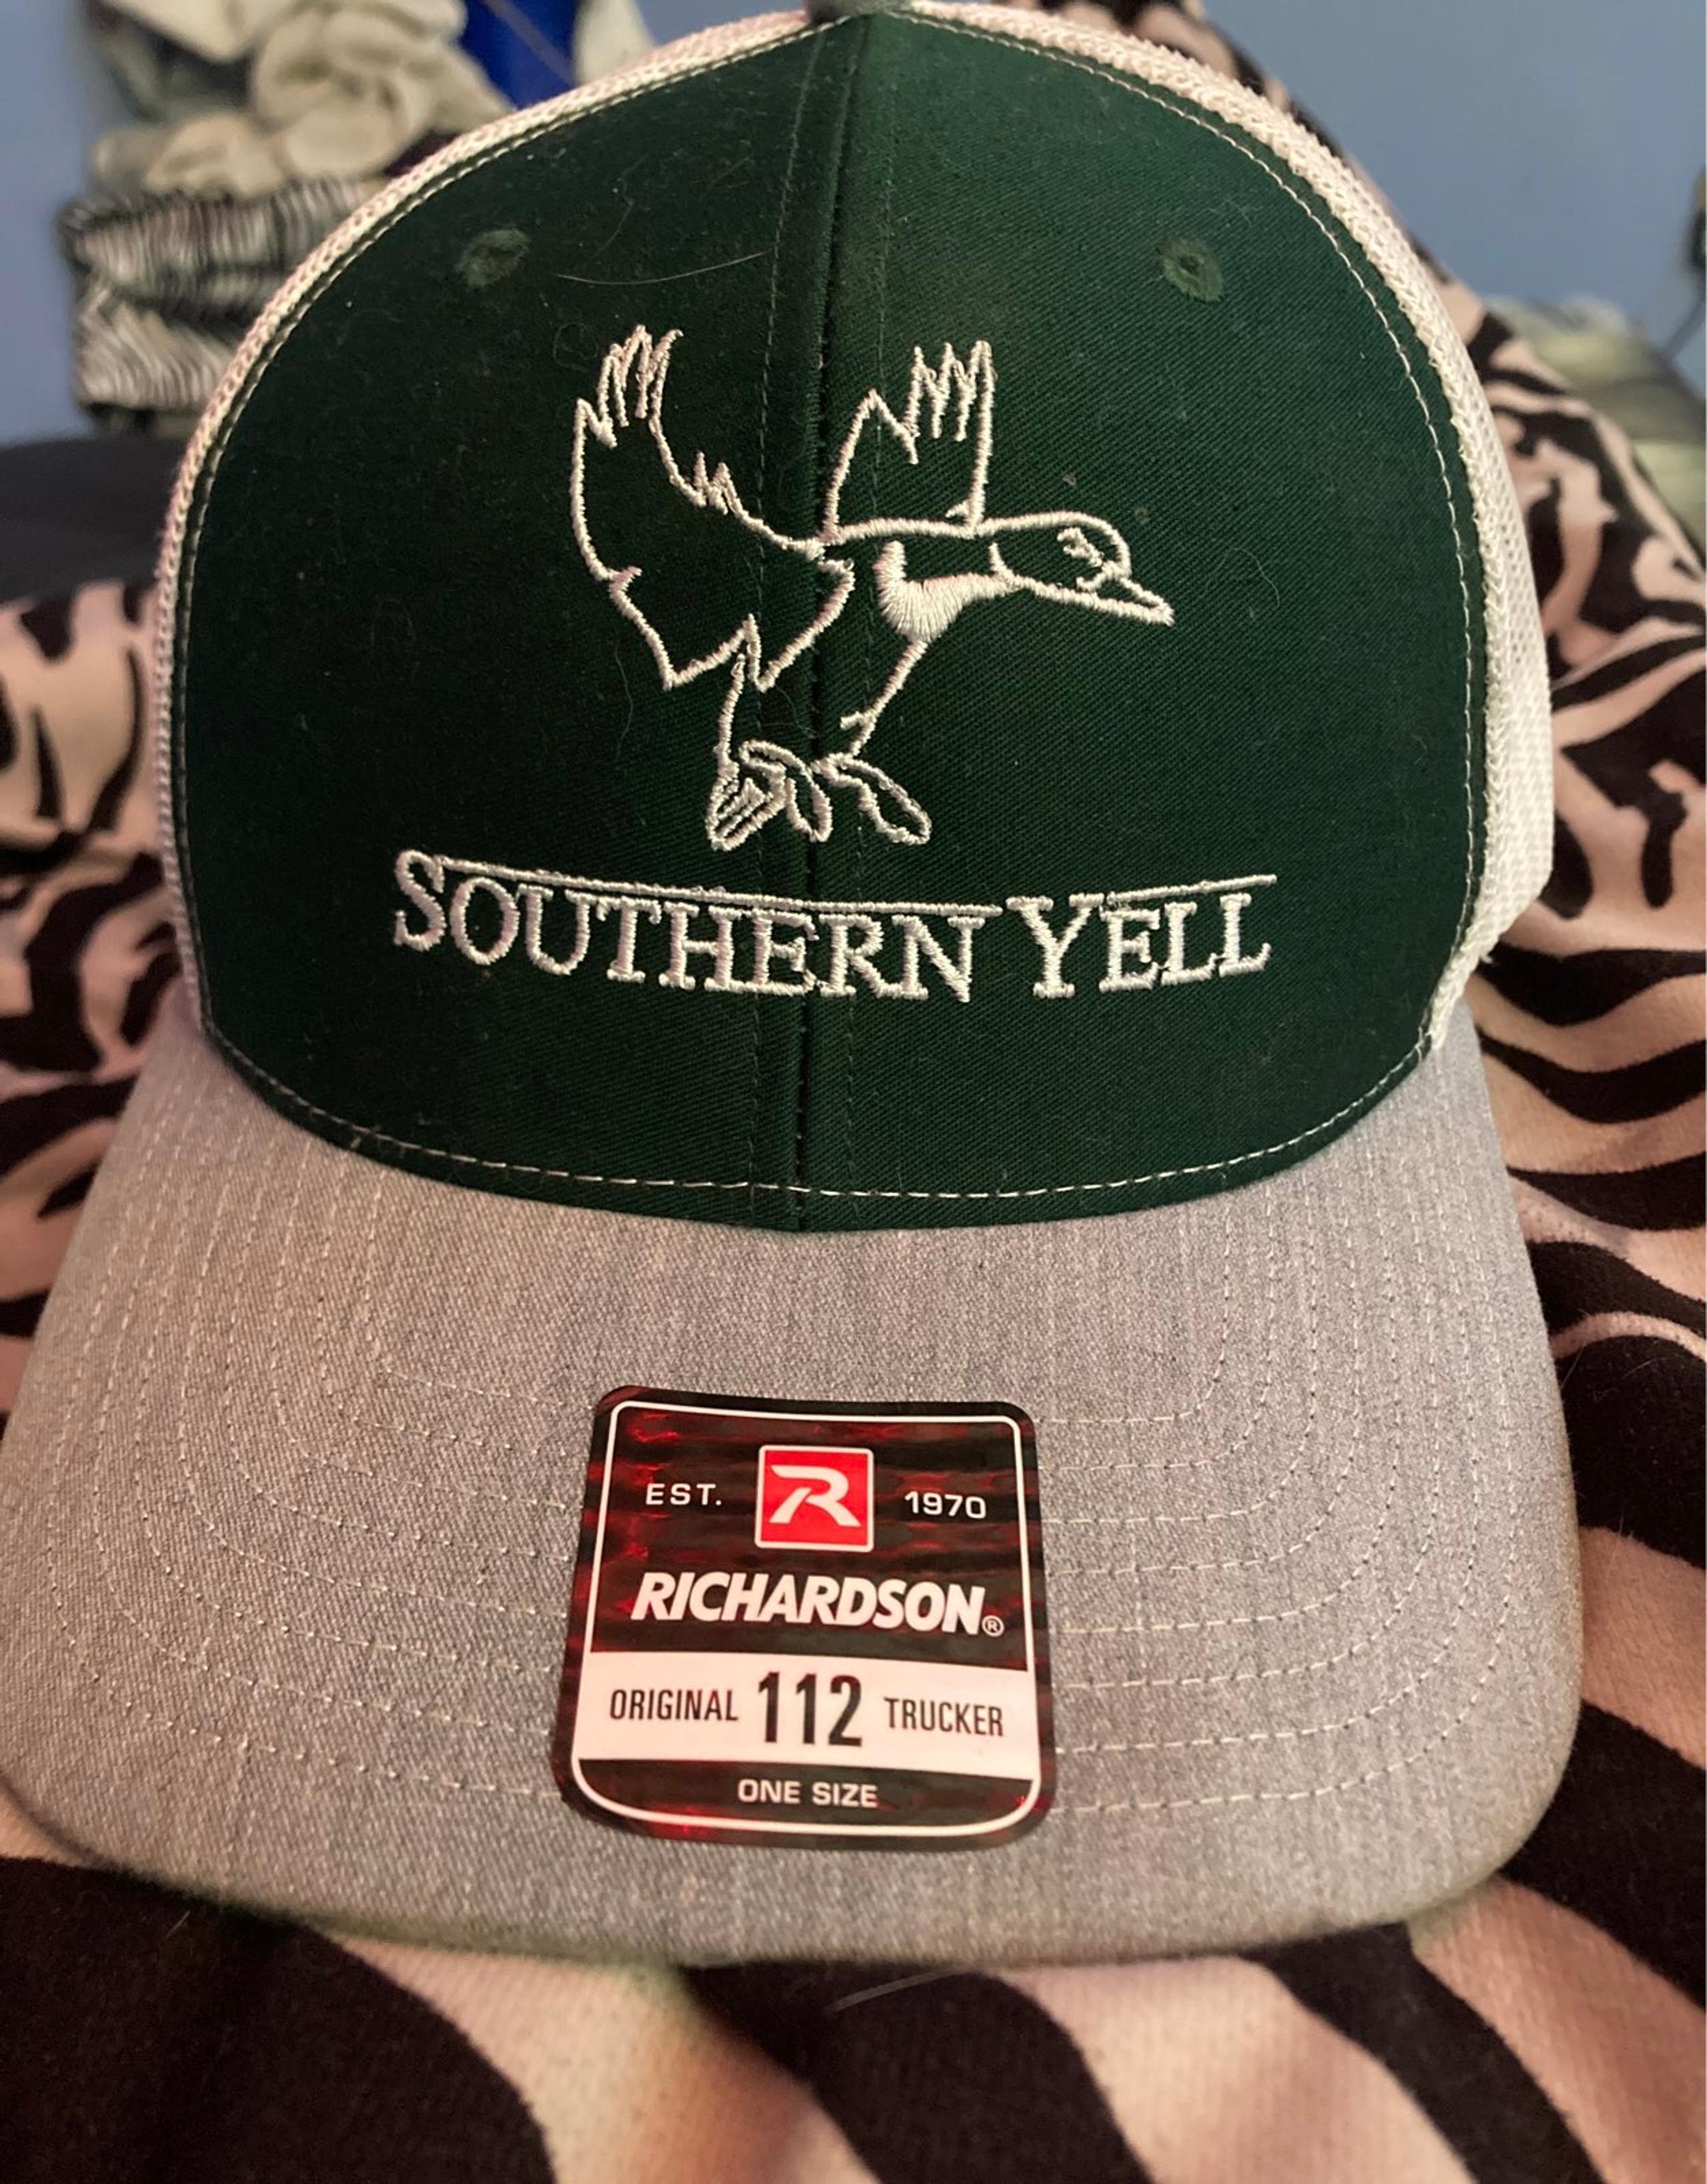 SOUTHERN YELL
EST. R 1970
RICHARDSON®
ORIGINAL 112 TRUCKER
ONE SIZE